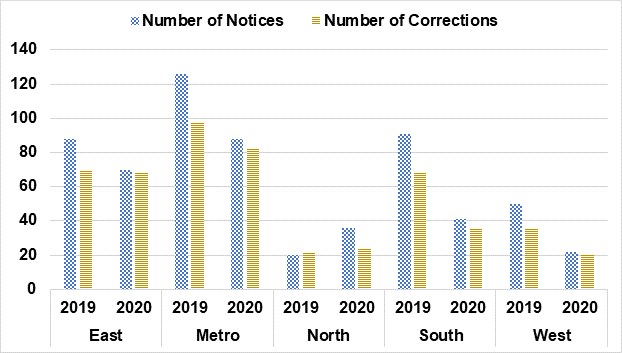 Number of Notices Number of Corrections
140
120
100
80
60
40
20
0
2019 2020 2019 2020 2019 2020 2019 2020 2019 2020
East Metro North South West